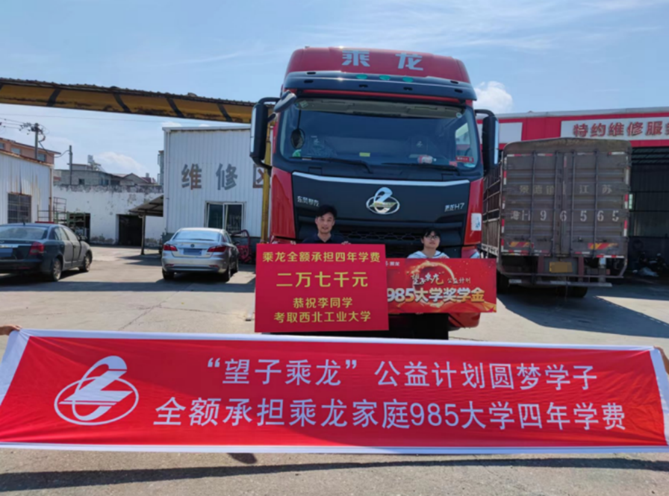 乘龙
特约维修服
维修区
H7
乘龙全额承担四年学费
二万七千元
恭祝李同学
考取西北工业大学
985大学奖学金
“望子乘龙”公益计划圆梦学子
全额承担乘龙家庭985大学四年学费